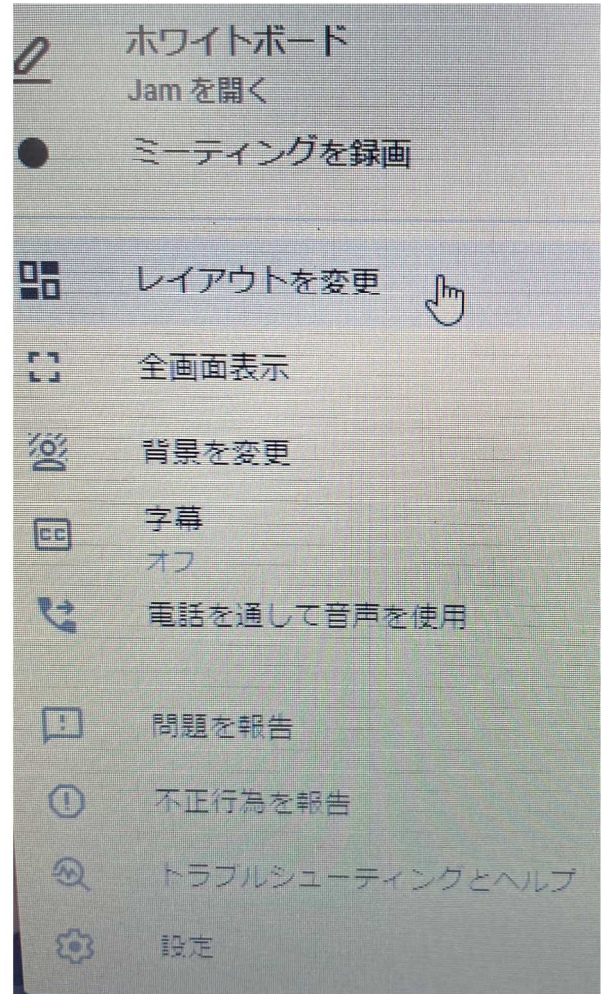 ホワイトボード
Jam を開く
ミーティングを録画
レイアウトを変更
全画面表示
背景を変更
CC
字幕
オフ
電話を通して音声を使用
問題を報告
不正行為を報告
トラブルシューティングとヘルプ
設定